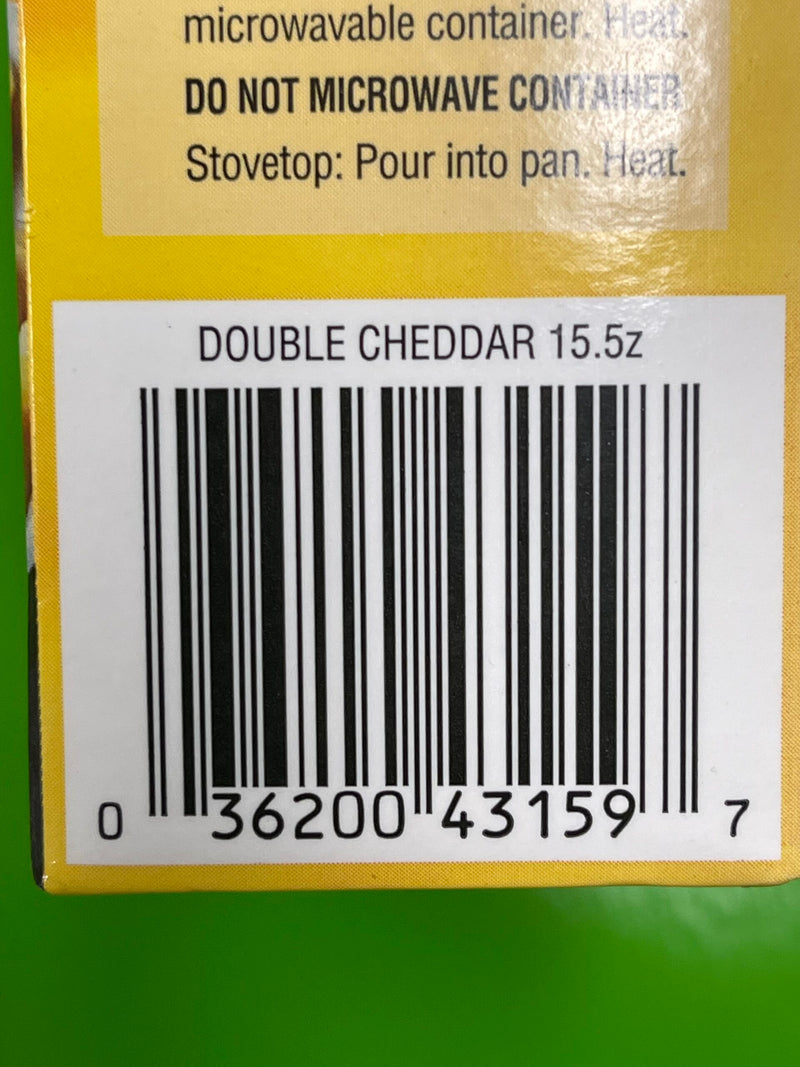 microwavable container. Heat.
DO NOT MICROWAVE CONTAINER
Stovetop: Pour into pan. Heat.
DOUBLE CHEDDAR 15.5z
0 36200 43159 7